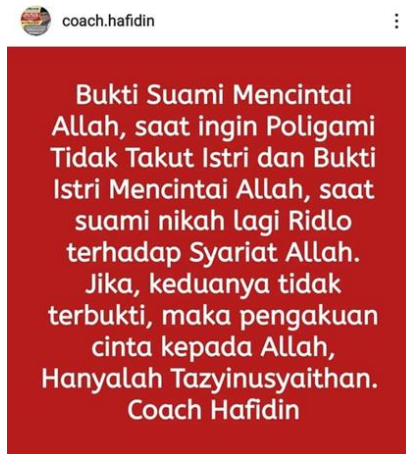 coach.hafidin
Bukti Suami Mencintai
Allah, saat ingin Poligami
Tidak Takut Istri dan Bukti
Istri Mencintai Allah, saat
suami nikah lagi Ridlo
terhadap Syariat Allah.
Jika, keduanya tidak
terbukti, maka pengakuan
cinta kepada Allah,
Hanyalah Tazyinusyaithan.
Coach Hafidin